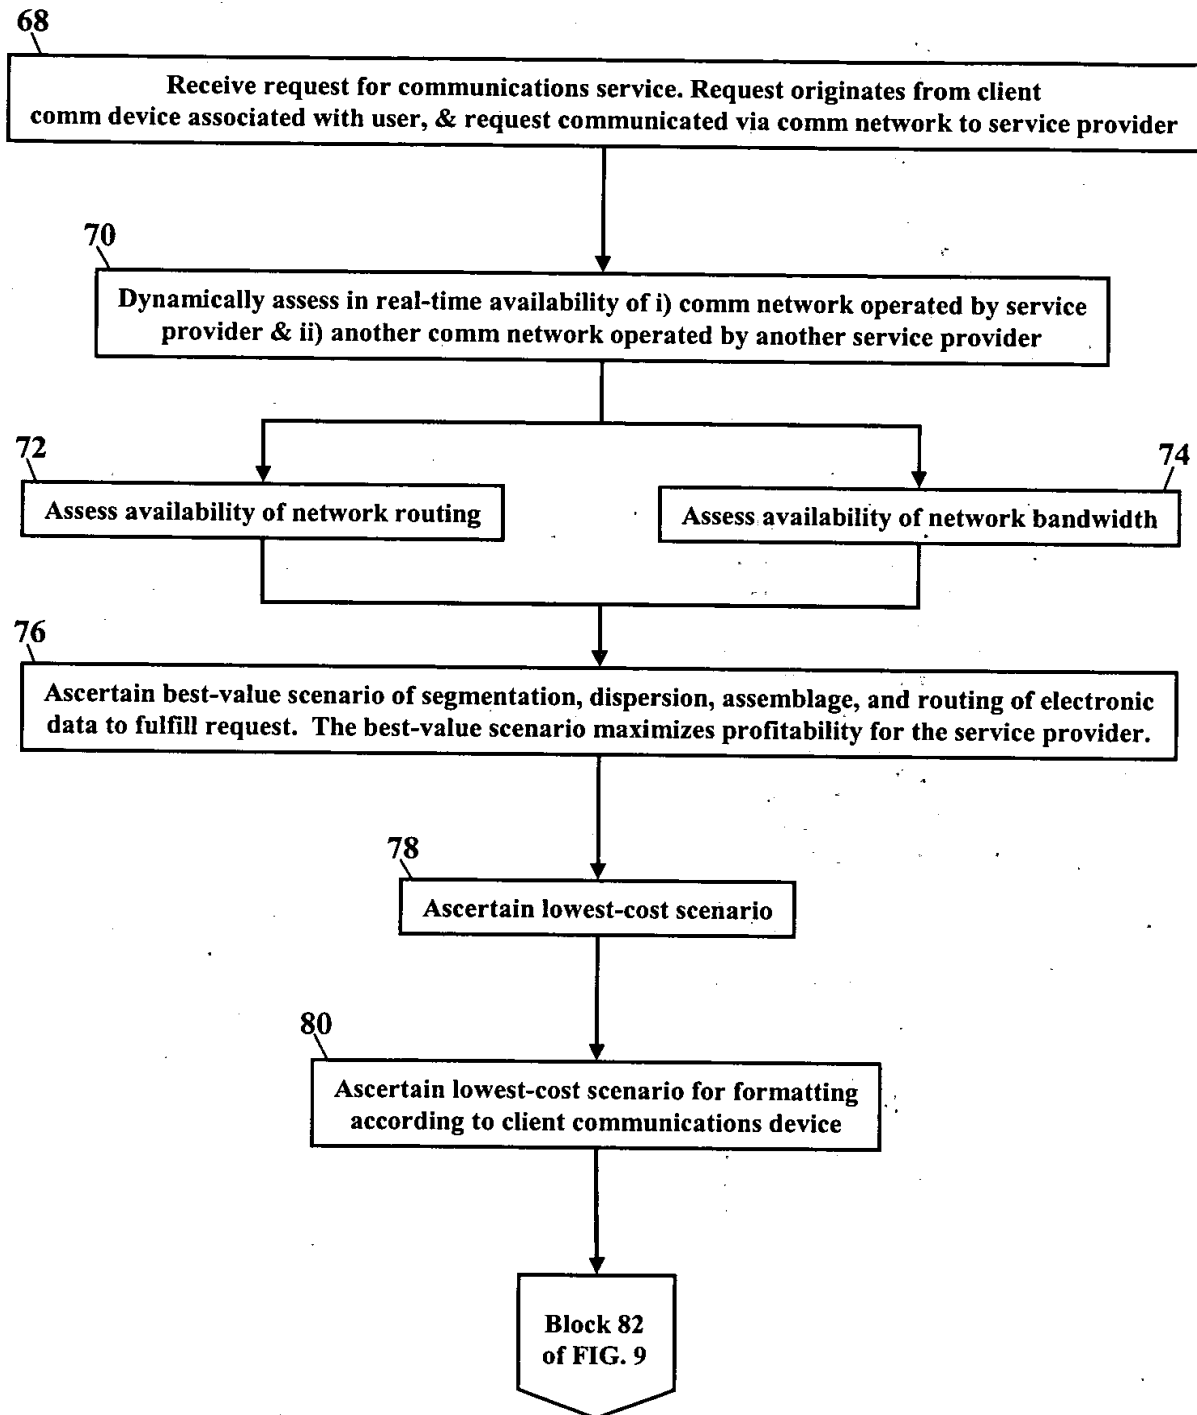 68
Receive request for communications service. Request originates from client
comm device associated with user, & request communicated via comm network to service provider
70
Dynamically assess in real-time availability of i) comm network operated by service
provider & ii) another comm network operated by another service provider
72
Assess availability of network routing
74
Assess availability of network bandwidth
76
Ascertain best-value scenario of segmentation, dispersion, assemblage, and routing of electronic
data to fulfill request. The best-value scenario maximizes profitability for the service provider.
78
Ascertain lowest-cost scenario
80
Ascertain lowest-cost scenario for formatting
according to client communications device
Block 82
of FIG. 9